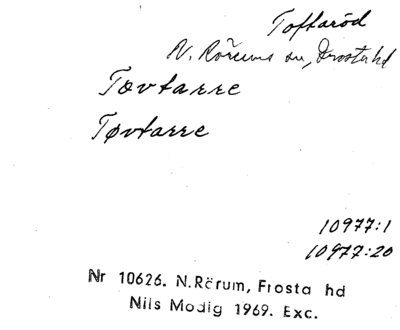 Toftaröd
N. Rörums sn, Frosta hd
Tovtarre
Tøvtarre
10977:1
10977:20
Nr 10626. N.Rörum, Frosta hd
Nils Modig 1969. Exc.